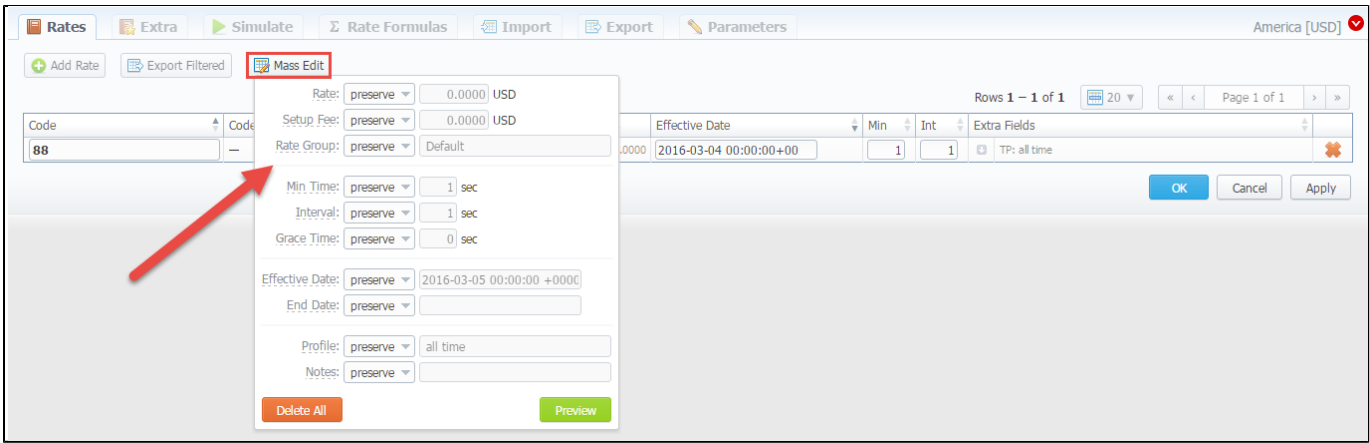 Rates Extra Simulate Σ Rate Formulas Import Export Parameters America [USD]
Add Rate Export Filtered Mass Edit
Rows 1 – 1 of 1 20 « ‹ Page 1 of 1 › »
Code Code Effective Date Min Int Extra Fields
88 — .0000 2016-03-04 00:00:00+00 1 1 TP: all time
Rate: preserve 0.0000 USD
Setup Fee: preserve 0.0000 USD
Rate Group: preserve Default
Min Time: preserve 1 sec
Interval: preserve 1 sec
Grace Time: preserve 0 sec
Effective Date: preserve 2016-03-05 00:00:00 +0000
End Date: preserve
Profile: preserve all time
Notes: preserve
Delete All Preview
OK Cancel Apply